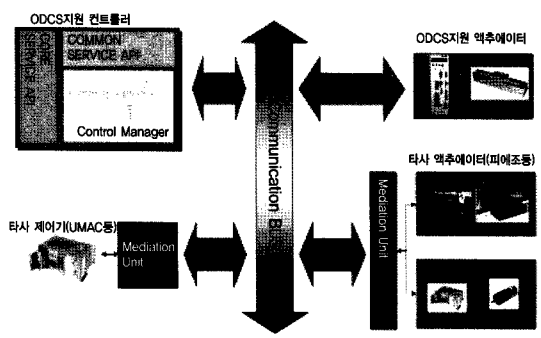 ODCS지원 컨트롤러
COMMON
SERVICE API
Control Manager
ODCS지원 액추에이터
Communication
타사 액추에이터(피에조등)
Mediation Unit
타사 제어기(UMAC등)
Mediation
Unit